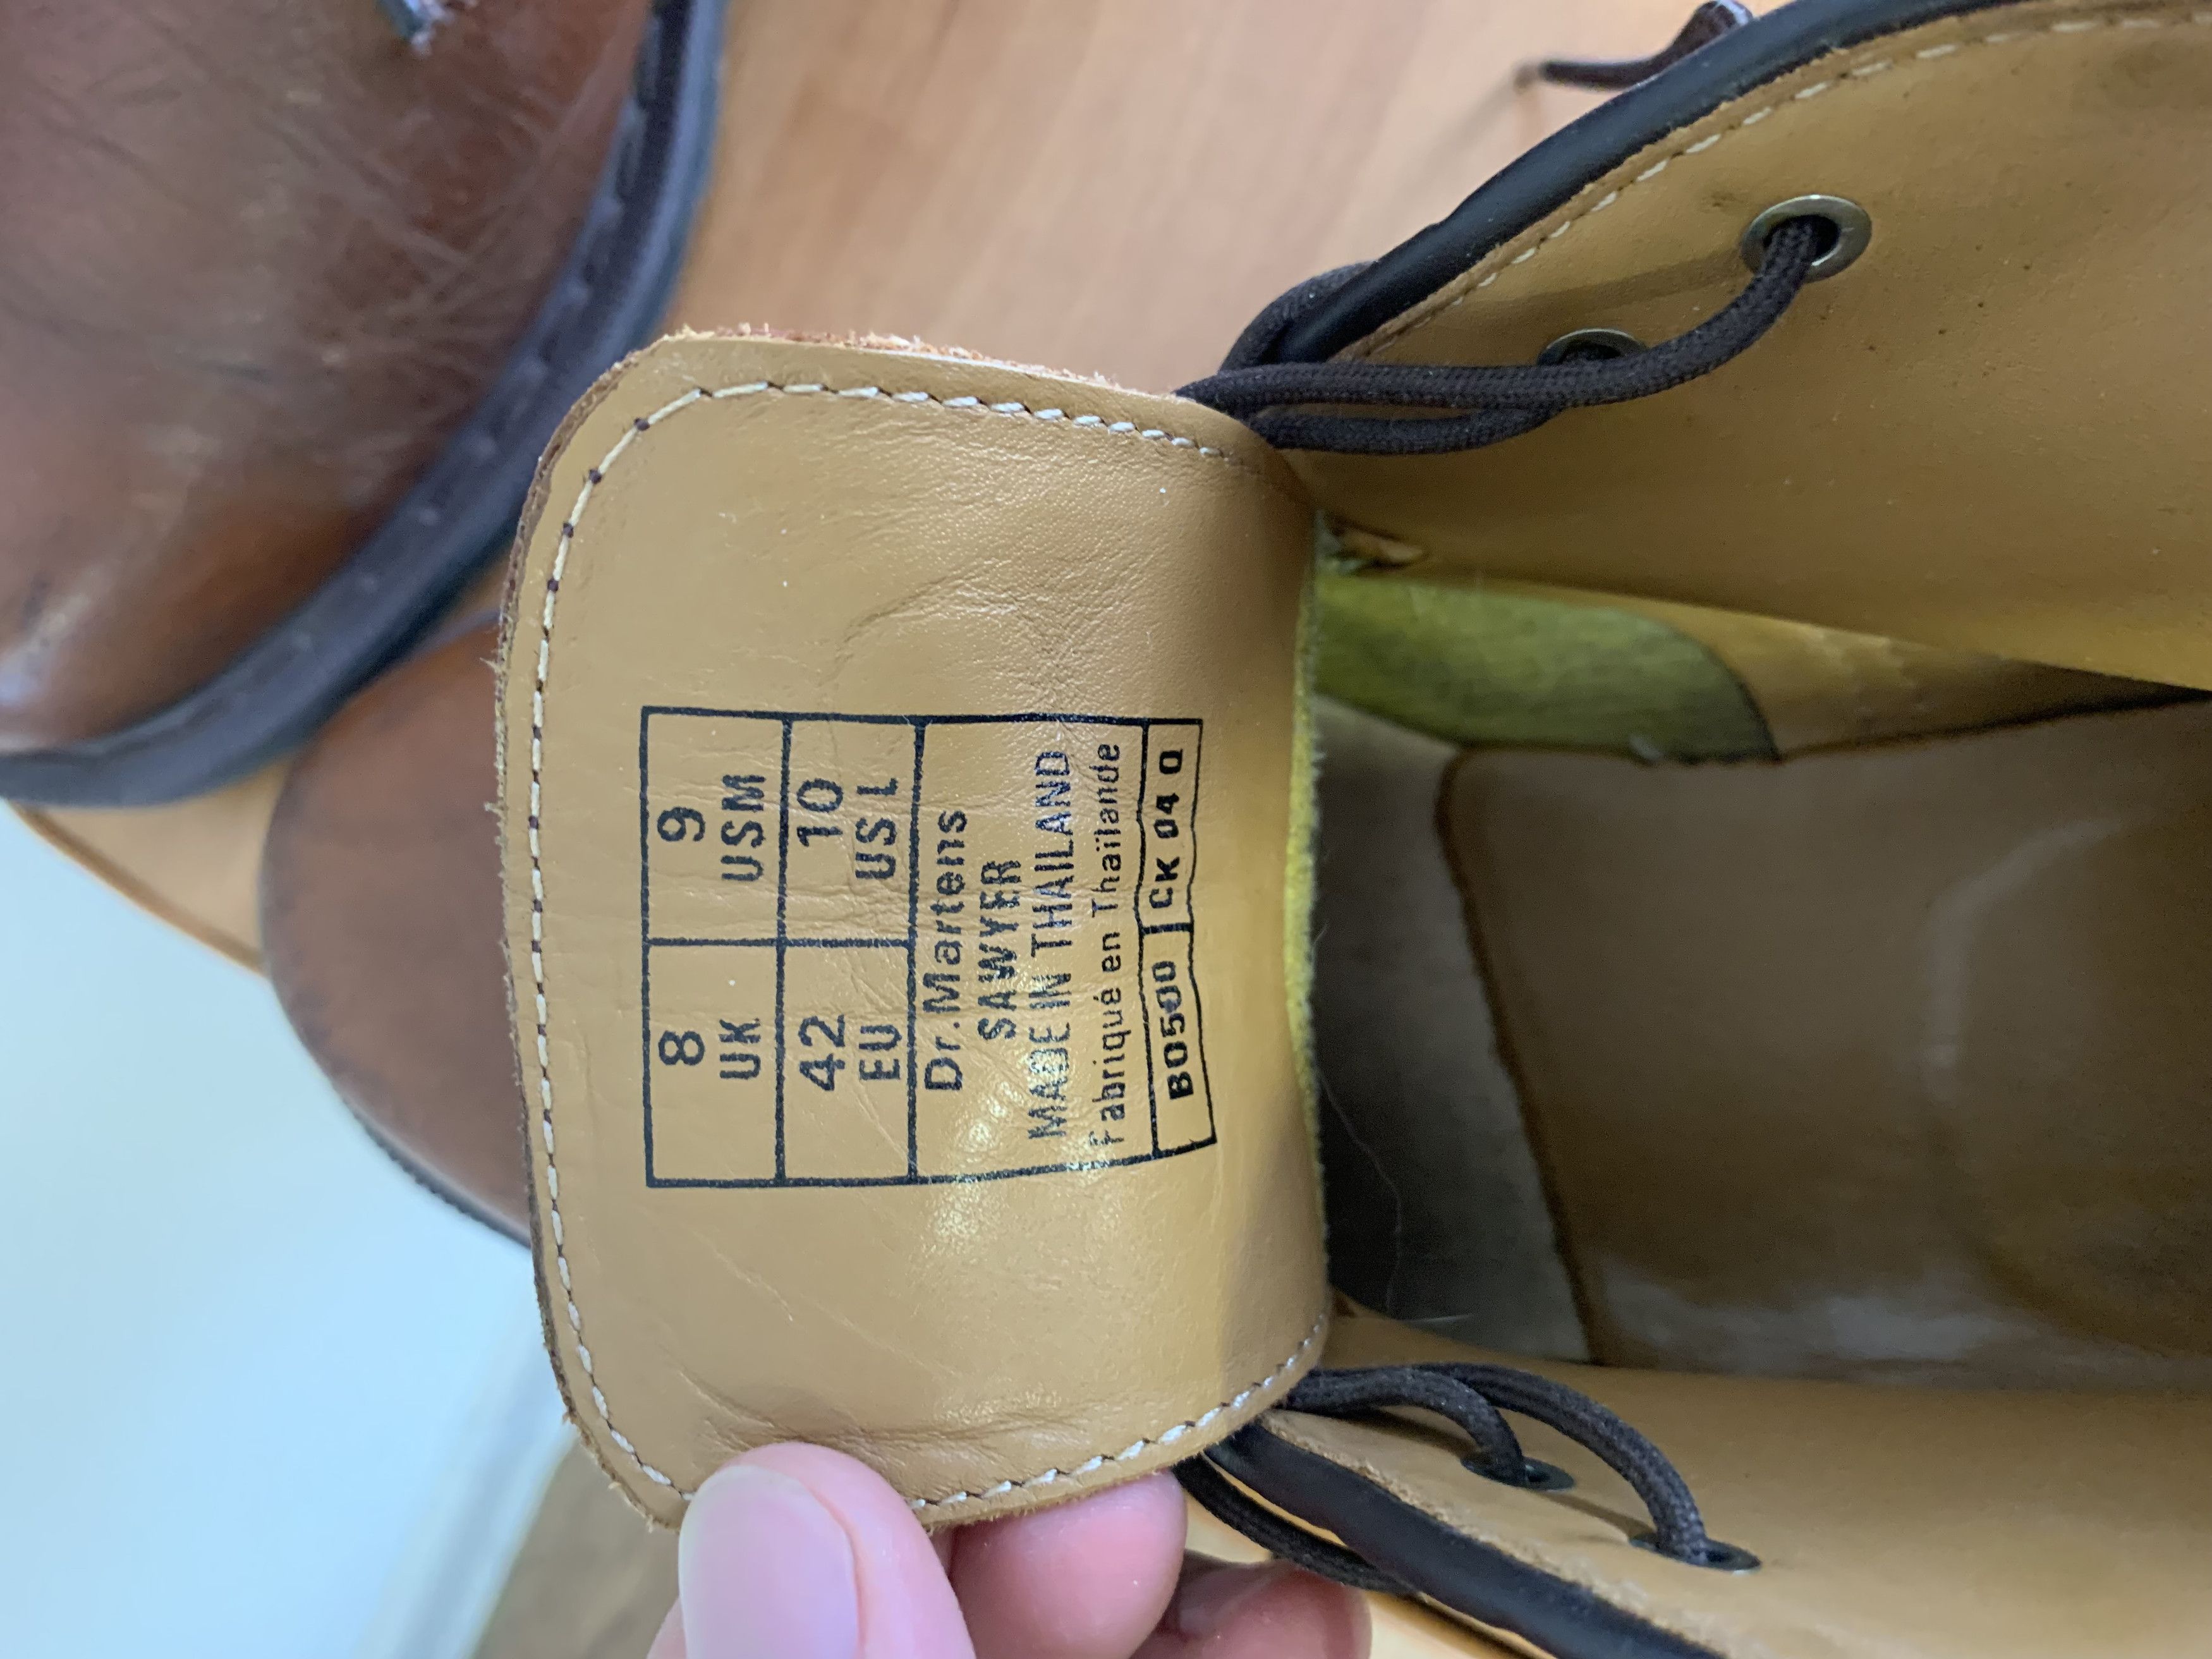 8 9
UK USM
42 10
EU US L
Dr.Martens
SAWYER
MADE IN THAILAND
Fabriqué en Thaïlande
B0500 CK 04 Q